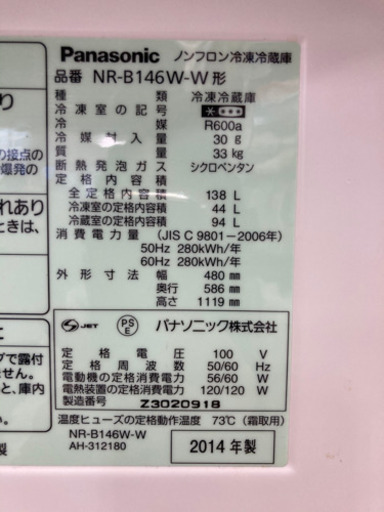 Panasonic ノンフロン冷凍冷蔵庫
品番 NR-B146W-W 形
種類 冷凍冷蔵庫
冷凍室の記号 ****
冷媒 R600a
冷媒封入量 30 g
質量 33 kg
断熱発泡ガス シクロペンタン
定格内容積
全定格内容積 138 L
冷凍室の定格内容積 44 L
冷蔵室の定格内容積 94 L
消費電力量 (JIS C 9801-2006年)
50Hz 280kWh/年
60Hz 280kWh/年
外形寸法 幅 480 ㎜
奥行 586 ㎜
高さ 1119 ㎜
S JET PS E パナソニック株式会社
定格電圧 100 V
定格周波数 50/60 Hz
電動機の定格消費電力 56/60 W
電熱装置の定格消費電力 120/120 W
製造番号 Z3020918
温度ヒューズの定格動作温度 73℃ (霜取用)
NR-B146W-W
AH-312180
2014 年製
り
の接点の
爆発の
れあり
ときは、
に
グで露付
ません。
と、庫内
製